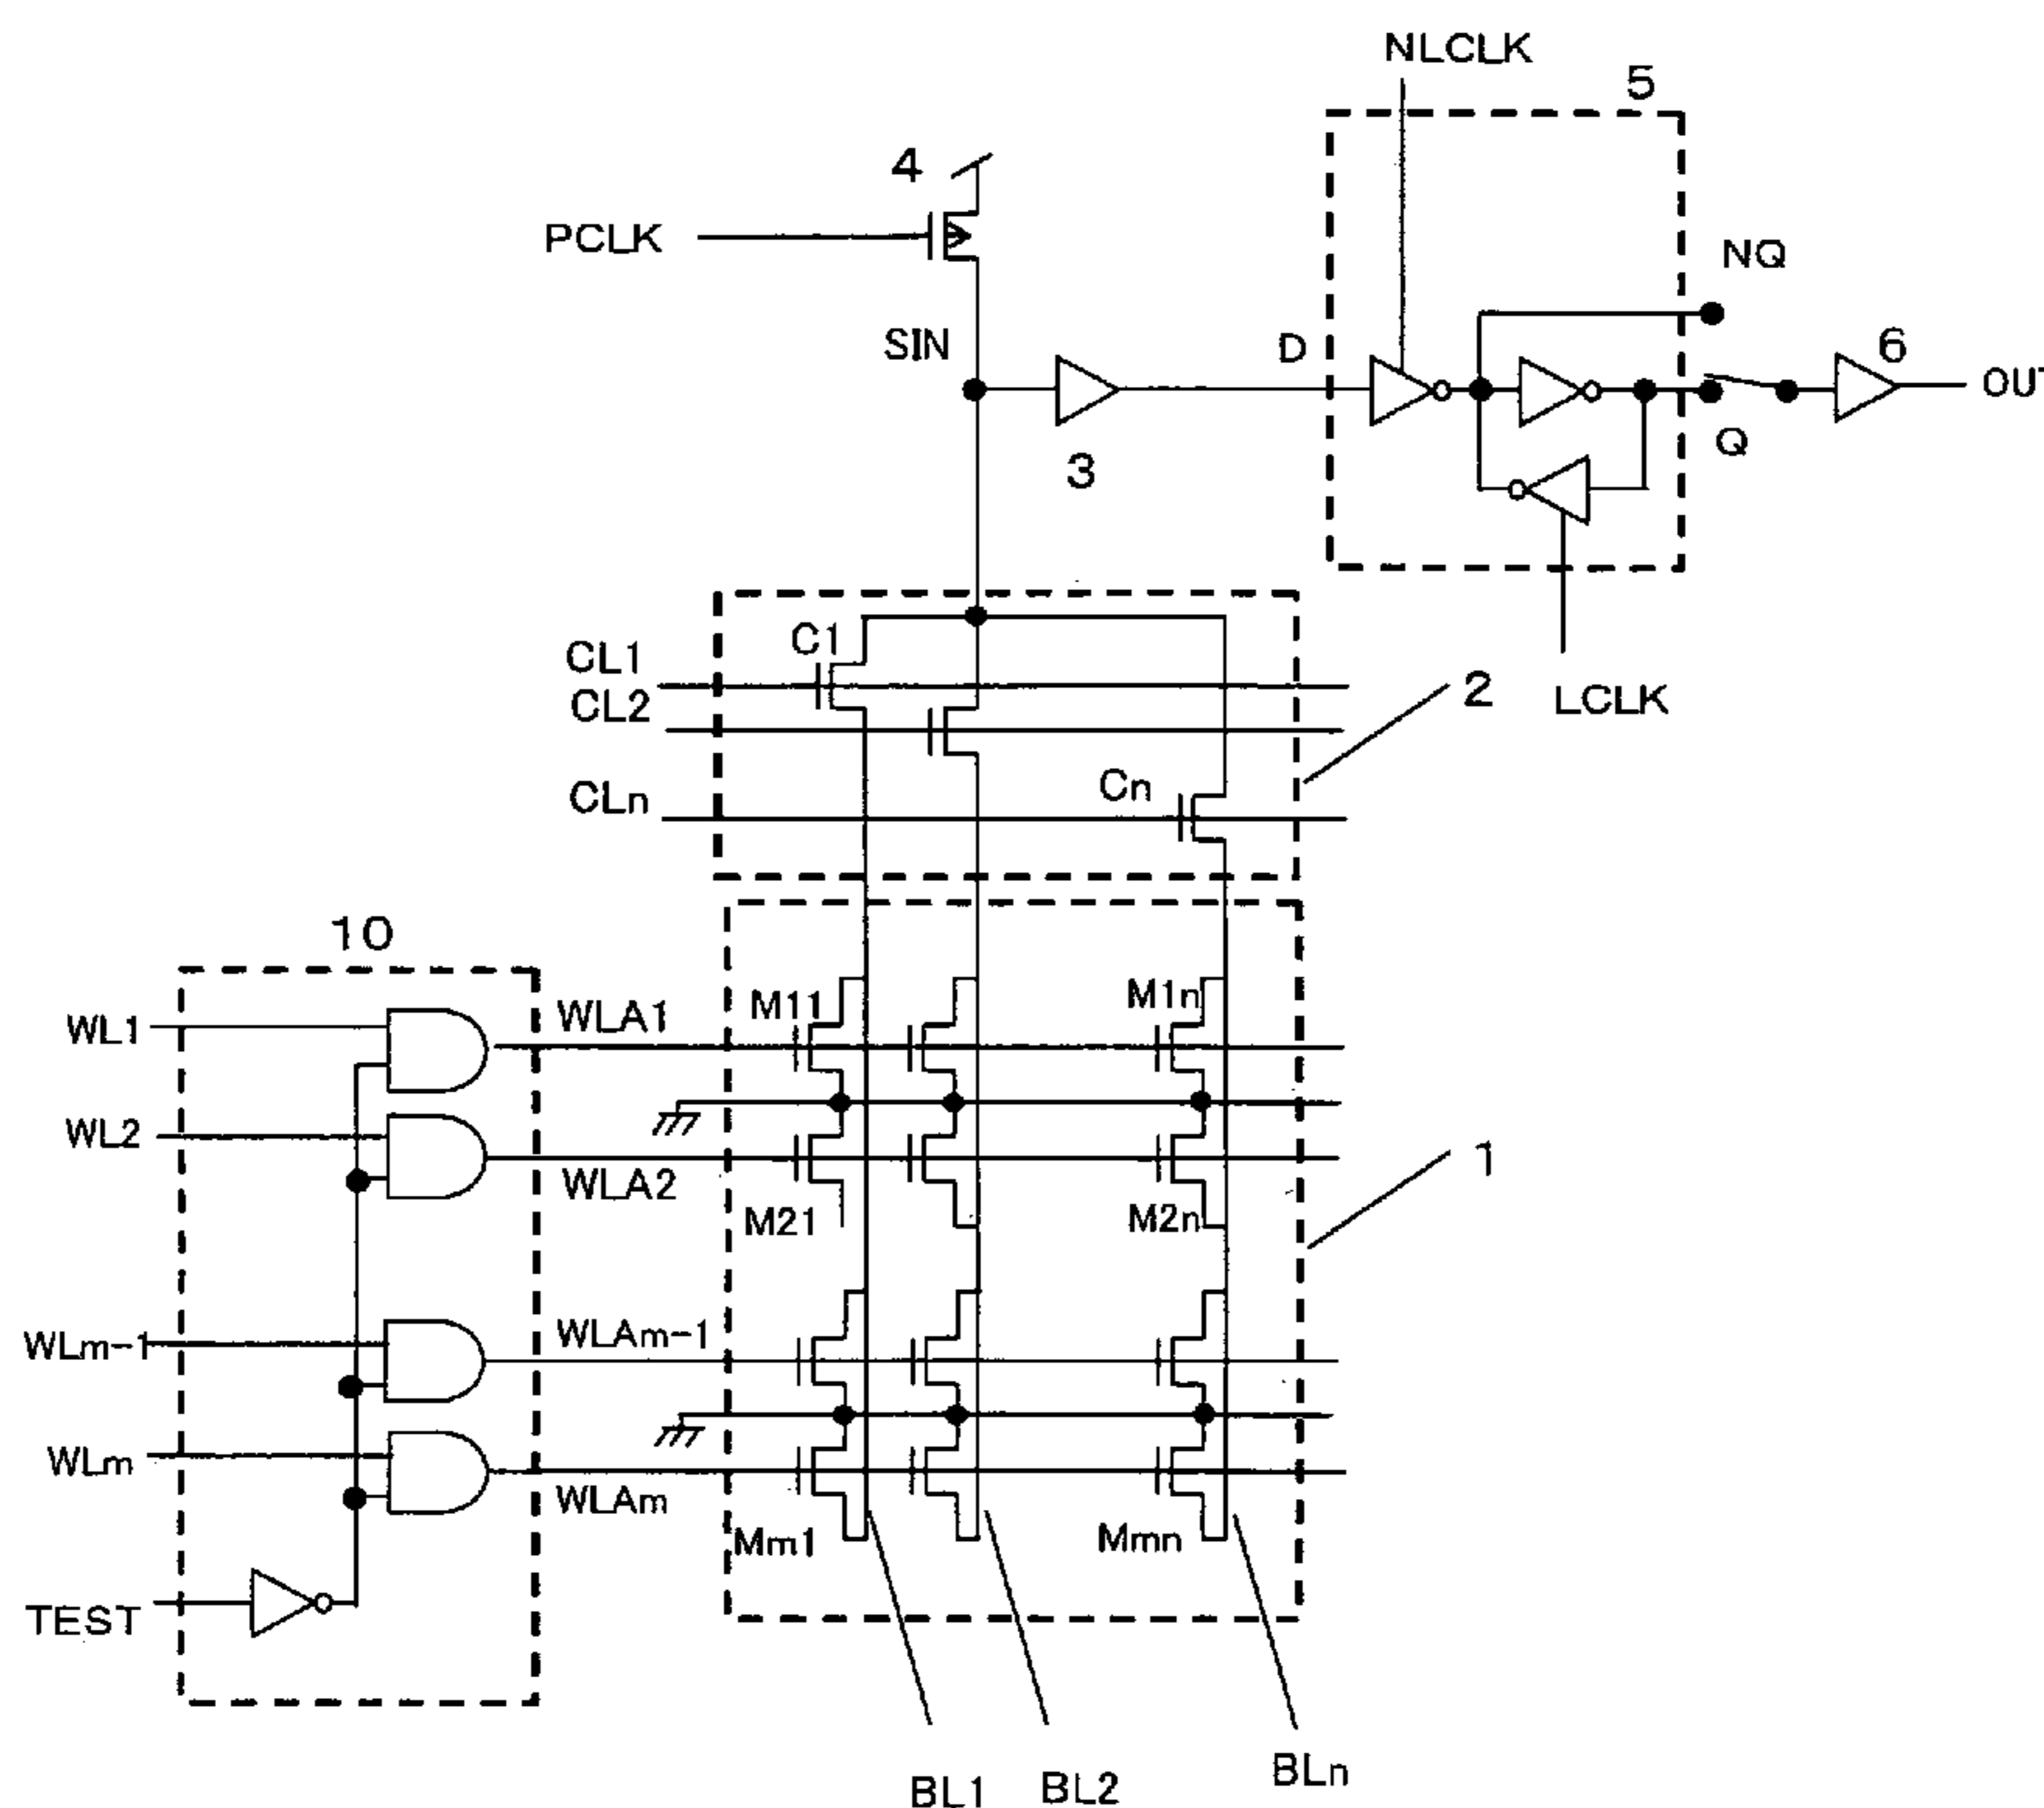 NLCLK
5
4
PCLK
NQ
SIN
D
6
OUT
Q
3
C1
CL1
CL2
2
LCLK
Cn
CLn
10
WL1
WLA1
M11
M1n
WL2
WLA2
M21
M2n
1
WLm-1
WLAm-1
WLm
WLAm
Mm1
Mmn
TEST
BL1
BL2
BLn